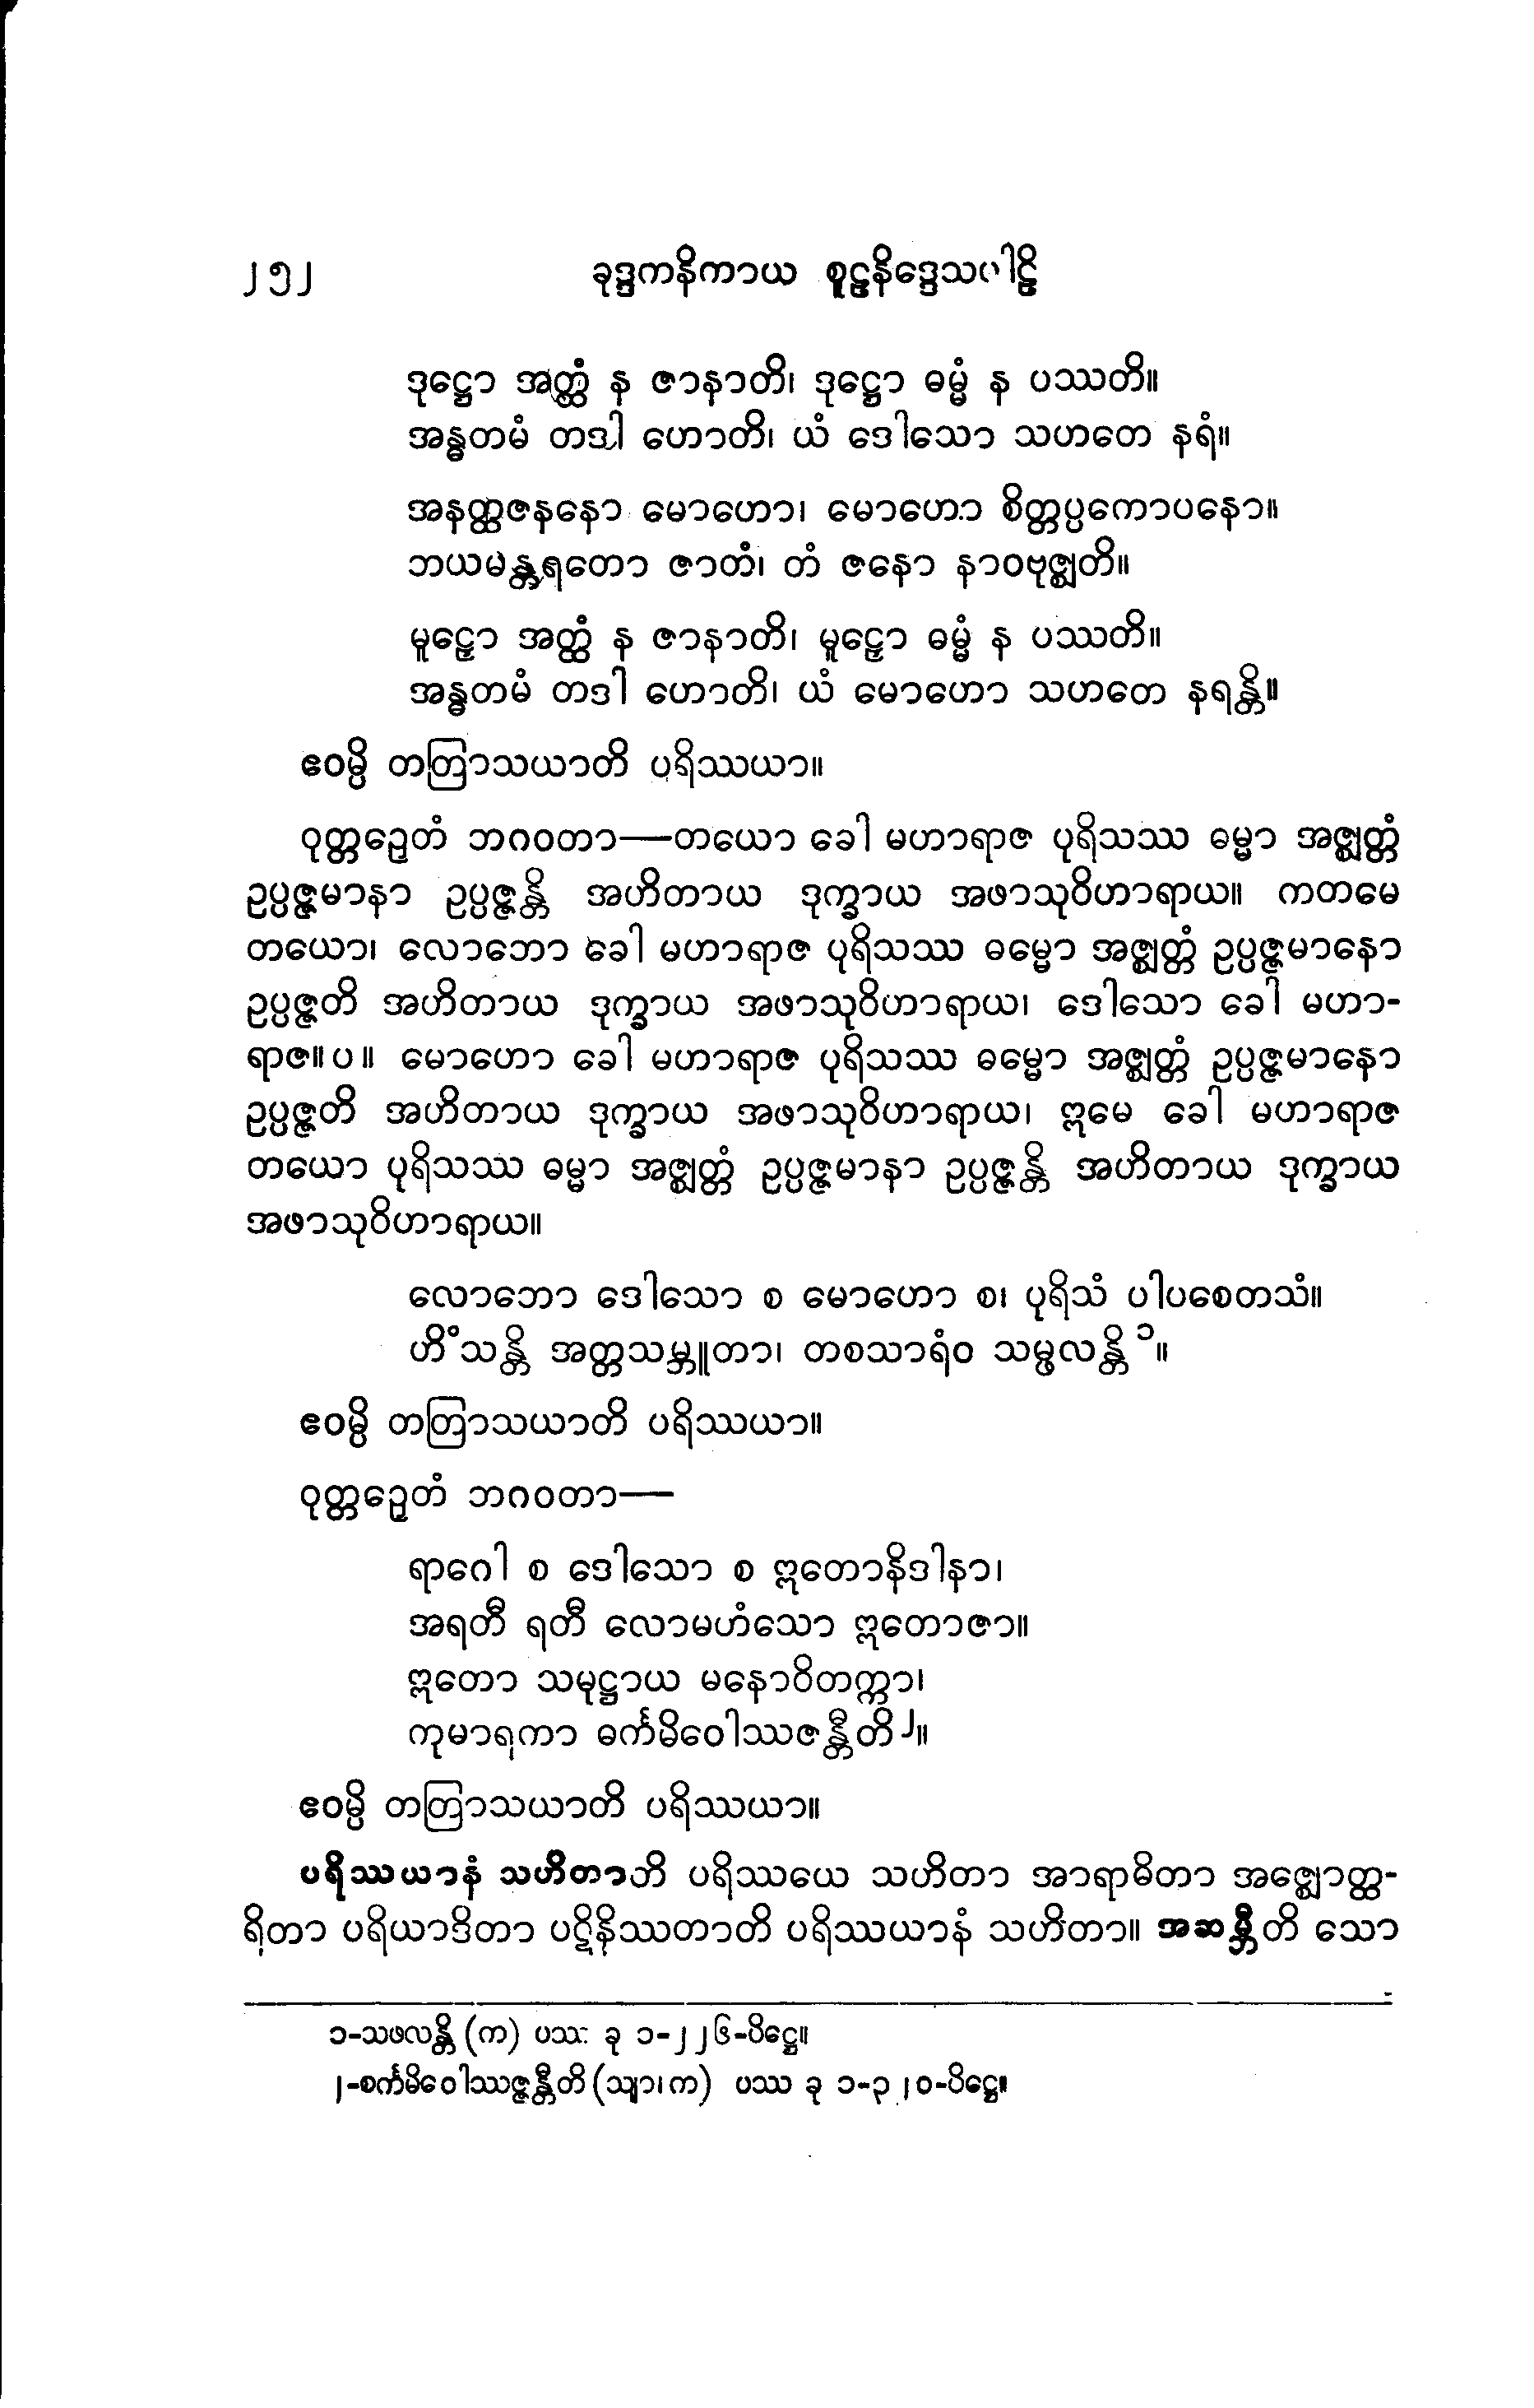 ၂၅၂ ခုဒ္ဒကနိကာယ စူဠနိဒ္ဒေသပါဠိ
ဒုဋ္ဌော အတ္ထံ န ဇာနာတိ၊ ဒုဋ္ဌော ဓမ္မံ န ပဿတိ။
အန္ဓတမံ တဒါ ဟောတိ၊ ယံ ဒေါသော သဟတေ နရံ။
အနတ္ထဇနနော မောဟော၊ မောဟော စိတ္တပ္ပကောပနော။
ဘယမန္တရတော ဇာတံ၊ တံ ဇနော နာဝဗုဇ္ဈတိ။
မူဠှော အတ္ထံ န ဇာနာတိ၊ မူဠှော ဓမ္မံ န ပဿတိ။
အန္ဓတမံ တဒါ ဟောတိ၊ ယံ မောဟော သဟတေ နရန္တိ။
ဧဝမ္ပိ တတြာသယာတိ ပရိဿယာ။
ဝုတ္တဉှေတံ ဘဂဝတာ—တယော ခေါ မဟာရာဇ ပုရိသဿ ဓမ္မာ အဇ္ဈတ္တံ
ဥပ္ပဇ္ဇမာနာ ဥပ္ပဇ္ဇန္တိ အဟိတာယ ဒုက္ခာယ အဖာသုဝိဟာရာယ။ ကတမေ
တယော၊ လောဘော ခေါ မဟာရာဇ ပုရိသဿ ဓမ္မော အဇ္ဈတ္တံ ဥပ္ပဇ္ဇမာနော
ဥပ္ပဇ္ဇတိ အဟိတာယ ဒုက္ခာယ အဖာသုဝိဟာရာယ၊ ဒေါသော ခေါ မဟာ-
ရာဇ။ပ။ မောဟော ခေါ မဟာရာဇ ပုရိသဿ ဓမ္မော အဇ္ဈတ္တံ ဥပ္ပဇ္ဇမာနော
ဥပ္ပဇ္ဇတိ အဟိတာယ ဒုက္ခာယ အဖာသုဝိဟာရာယ၊ ဣမေ ခေါ မဟာရာဇ
တယော ပုရိသဿ ဓမ္မာ အဇ္ဈတ္တံ ဥပ္ပဇ္ဇမာနာ ဥပ္ပဇ္ဇန္တိ အဟိတာယ ဒုက္ခာယ
အဖာသုဝိဟာရာယ။
လောဘော ဒေါသော စ မောဟော စ၊ ပုရိသံ ပါပစေတသံ။
ဟိံသန္တိ အတ္တသမ္ဘူတာ၊ တစသာရံဝ သမ္ဖလန္တိ ၁။
ဧဝမ္ပိ တတြာသယာတိ ပရိဿယာ။
ဝုတ္တဉှေတံ ဘဂဝတာ—
ရာဂေါ စ ဒေါသော စ ဣတောနိဒါနာ၊
အရတီ ရတီ လောမဟံသော ဣတောဇာ။
ဣတော သမုဋ္ဌာယ မနောဝိတက္ကာ၊
ကုမာရကာ ဓင်္ကမိဝေါဿဇန္တီတိ ၂။
ဧဝမ္ပိ တတြာသယာတိ ပရိဿယာ။
ပရိဿယာနံ သဟိတာတိ ပရိဿယေ သဟိတာ အာရာဓိတာ အဇ္ဈောတ္ထ-
ရိတာ ပရိယာဒိတာ ပဋိနိဿတာတိ ပရိဿယာနံ သဟိတာ။ အဆမ္ဘီတိ သော
၁-သဖလန္တိ (က) ပဿ ခု ၁-၂၂၆-ပိဋ္ဌေ။
၂-စင်္ကမိဝေါဿဇ္ဇန္တီတိ (သျာ၊က) ပဿ ခု ၁-၃၂၀-ပိဋ္ဌေ။